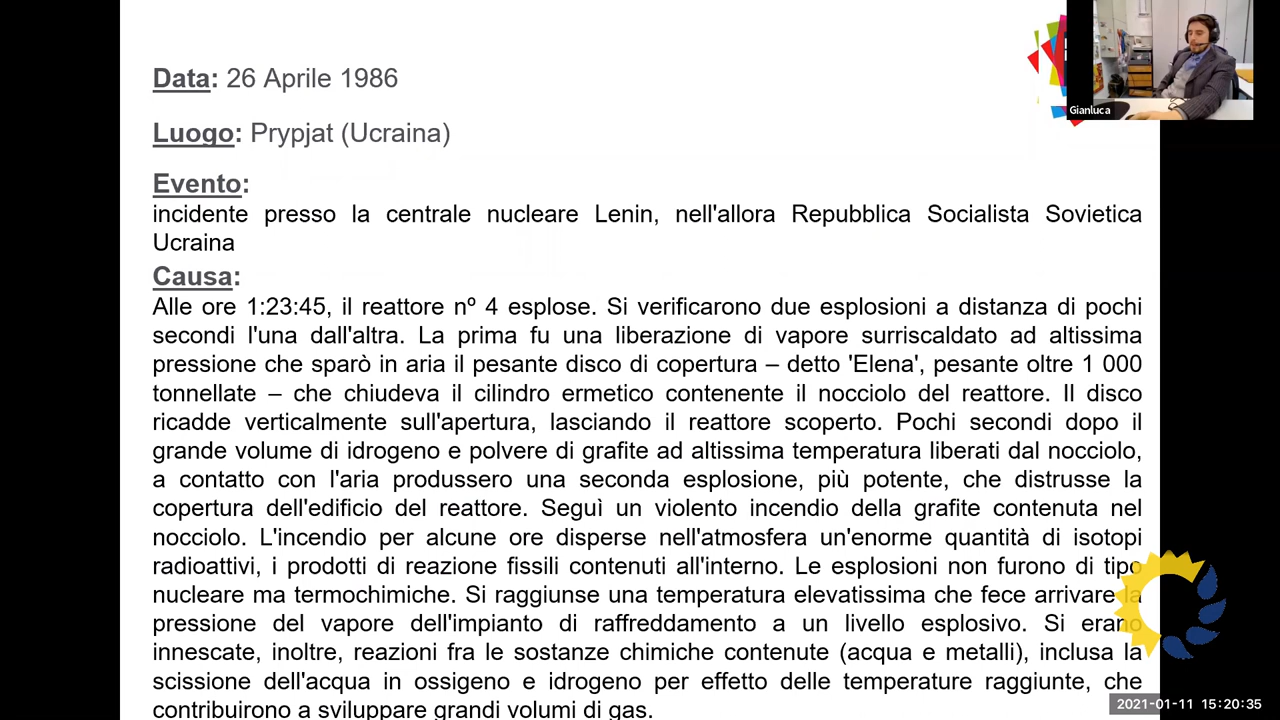 Data: 26 Aprile 1986
Gianluca
Luogo: Prypjat (Ucraina)
Evento:
incidente presso la centrale nucleare Lenin, nell'allora Repubblica Socialista Sovietica
Ucraina
Causa:
Alle ore 1:23:45, il reattore nº 4 esplose. Si verificarono due esplosioni a distanza di pochi
secondi l'una dall'altra. La prima fu una liberazione di vapore surriscaldato ad altissima
pressione che sparò in aria il pesante disco di copertura – detto 'Elena', pesante oltre 1 000
tonnellate – che chiudeva il cilindro ermetico contenente il nocciolo del reattore. Il disco
ricadde verticalmente sull'apertura, lasciando il reattore scoperto. Pochi secondi dopo il
grande volume di idrogeno e polvere di grafite ad altissima temperatura liberati dal nocciolo,
a contatto con l'aria produssero una seconda esplosione, più potente, che distrusse la
copertura dell'edificio del reattore. Seguì un violento incendio della grafite contenuta nel
nocciolo. L'incendio per alcune ore disperse nell'atmosfera un'enorme quantità di isotopi
radioattivi, i prodotti di reazione fissili contenuti all'interno. Le esplosioni non furono di tipo
nucleare ma termochimiche. Si raggiunse una temperatura elevatissima che fece arrivare la
pressione del vapore dell'impianto di raffreddamento a un livello esplosivo. Si erano
innescate, inoltre, reazioni fra le sostanze chimiche contenute (acqua e metalli), inclusa la
scissione dell'acqua in ossigeno e idrogeno per effetto delle temperature raggiunte, che
contribuirono a sviluppare grandi volumi di gas.
2021-01-11 15:20:35